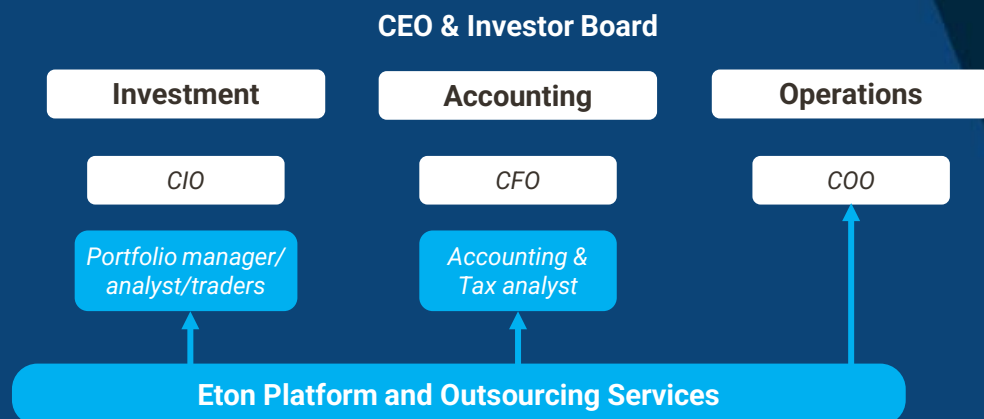 CEO & Investor Board
Investment
Accounting
Operations
CIO
CFO
COO
Portfolio manager/
analyst/traders
Accounting &
Tax analyst
Eton Platform and Outsourcing Services